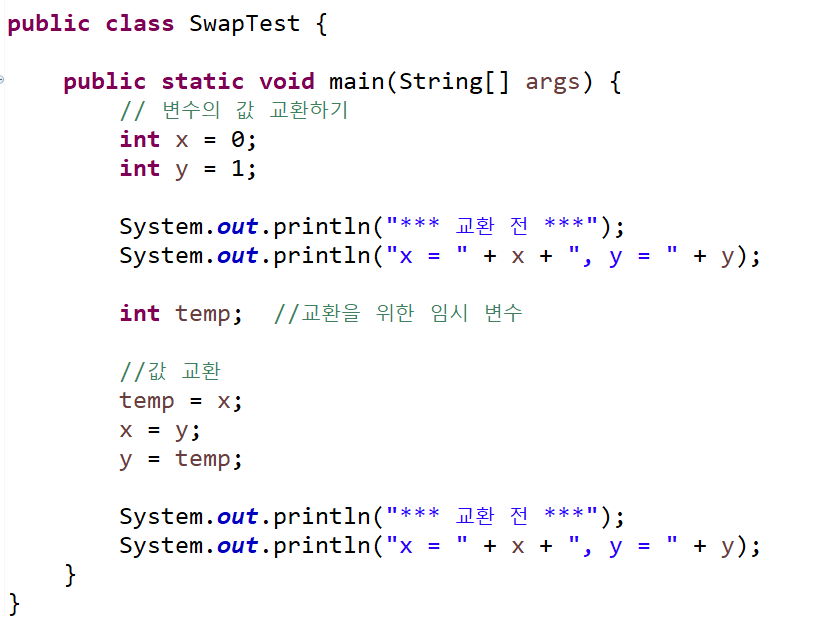 public class SwapTest {
public static void main(String[] args) {
// 변수의 값 교환하기
int x = 0;
int y = 1;
System.out.println("*** 교환 전 ***");
System.out.println("x = " + x + ", y = " + y);
int temp; //교환을 위한 임시 변수
//값 교환
temp = x;
x = y;
y = temp;
System.out.println("*** 교환 전 ***");
System.out.println("x = " + x + ", y = " + y);
}
}